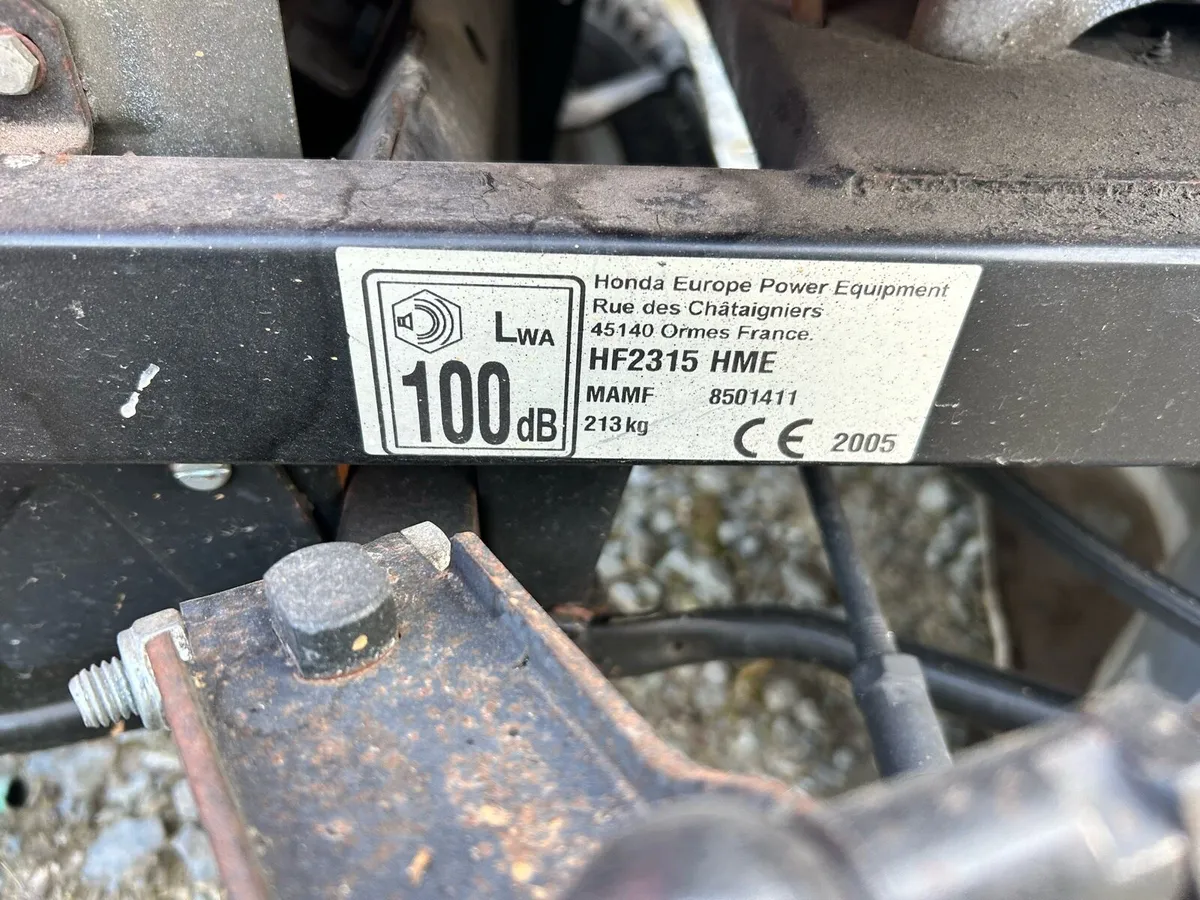 LWA
100 dB
Honda Europe Power Equipment
Rue des Châtaigniers
45140 Ormes France.
HF2315 HME
MAMF 8501411
213 kg
CE 2005